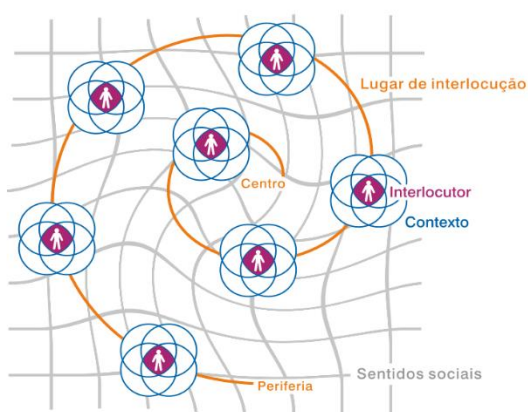 Lugar de interlocução
Centro
Interlocutor
Contexto
Sentidos sociais
Periferia